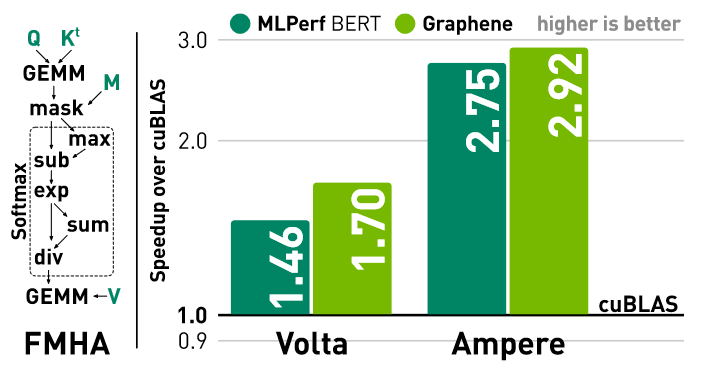 Q K^t
GEMM
M
mask
max
sub
exp
sum
div
Softmax
GEMM V
FMHA
MLPerf BERT Graphene higher is better
Speedup over cuBLAS
3.0
2.0
1.0
0.9
1.46
1.70
2.75
2.92
cuBLAS
Volta Ampere